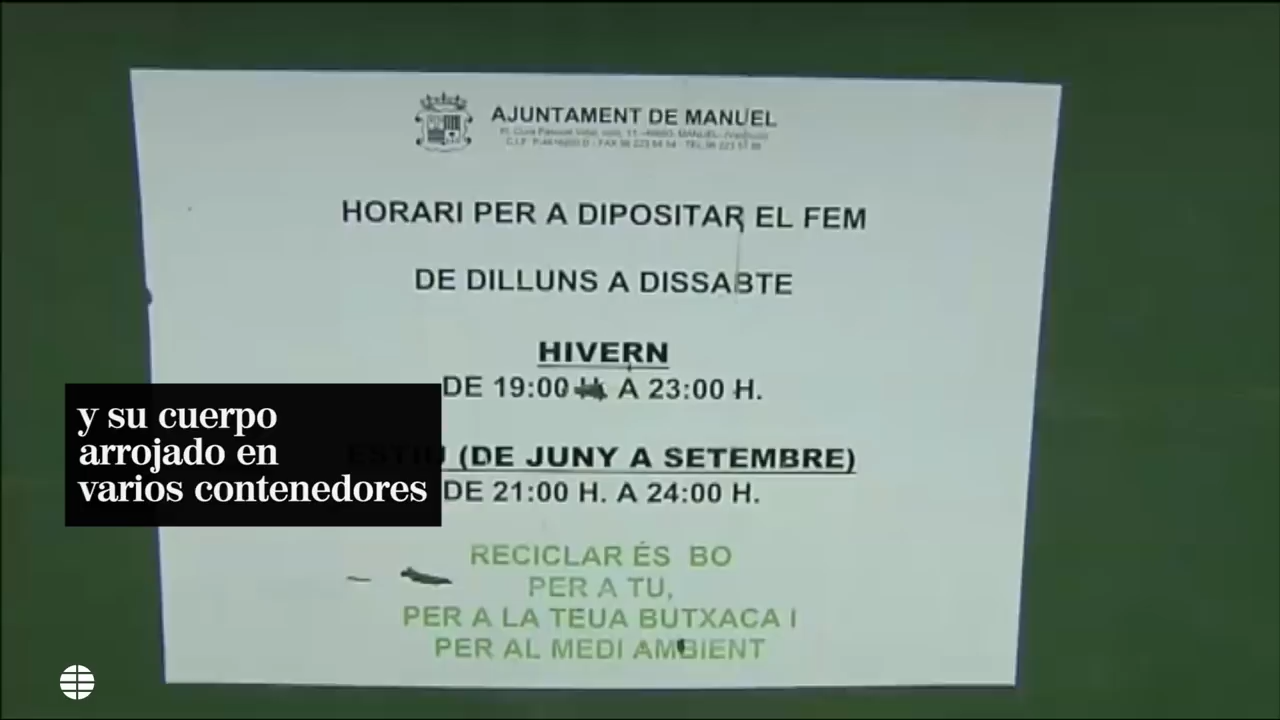 AJUNTAMENT DE MANUEL
HORARI PER A DIPOSITAR EL FEM
DE DILLUNS A DISSABTE
HIVERN
DE 19:00 H. A 23:00 H.
ESTIU (DE JUNY A SETEMBRE)
DE 21:00 H. A 24:00 H.
RECICLAR ÉS BO
PER A TU,
PER A LA TEUA BUTXACA I
PER AL MEDI AMBIENT
y su cuerpo
arrojado en
varios contenedores